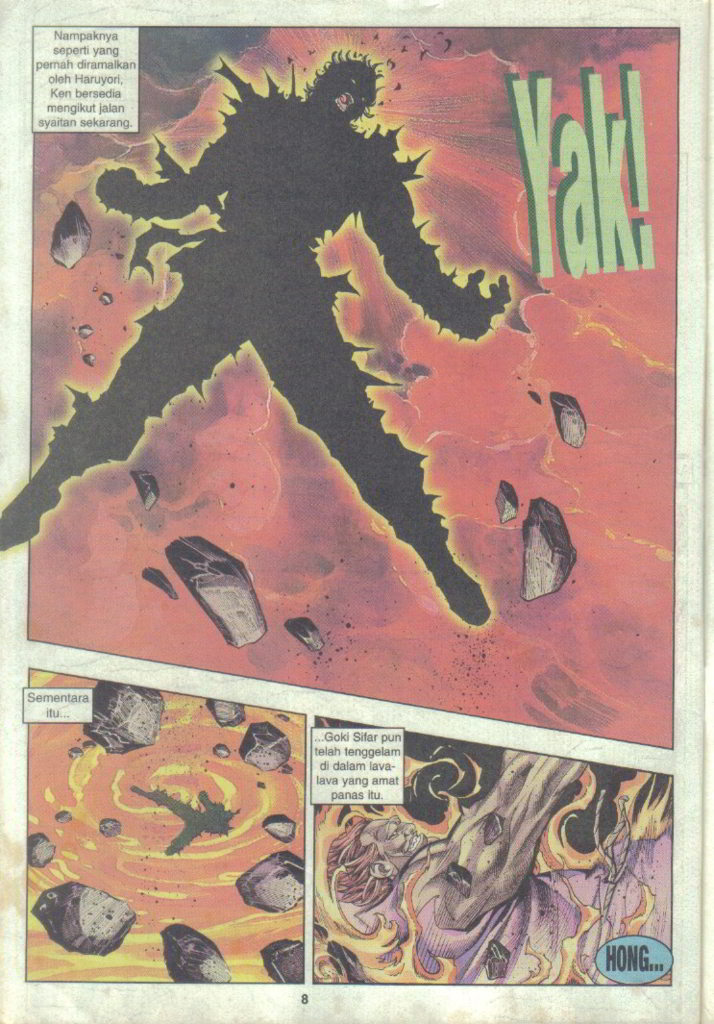 Nampaknya
seperti yang
pernah diramalkan
oleh Haruyori,
Ken bersedia
mengikut jalan
syaitan sekarang.
Yak!
Sementara
itu...
...Goki Sifar pun
telah tenggelam
di dalam lava-
lava yang amat
panas itu.
HONG...
8